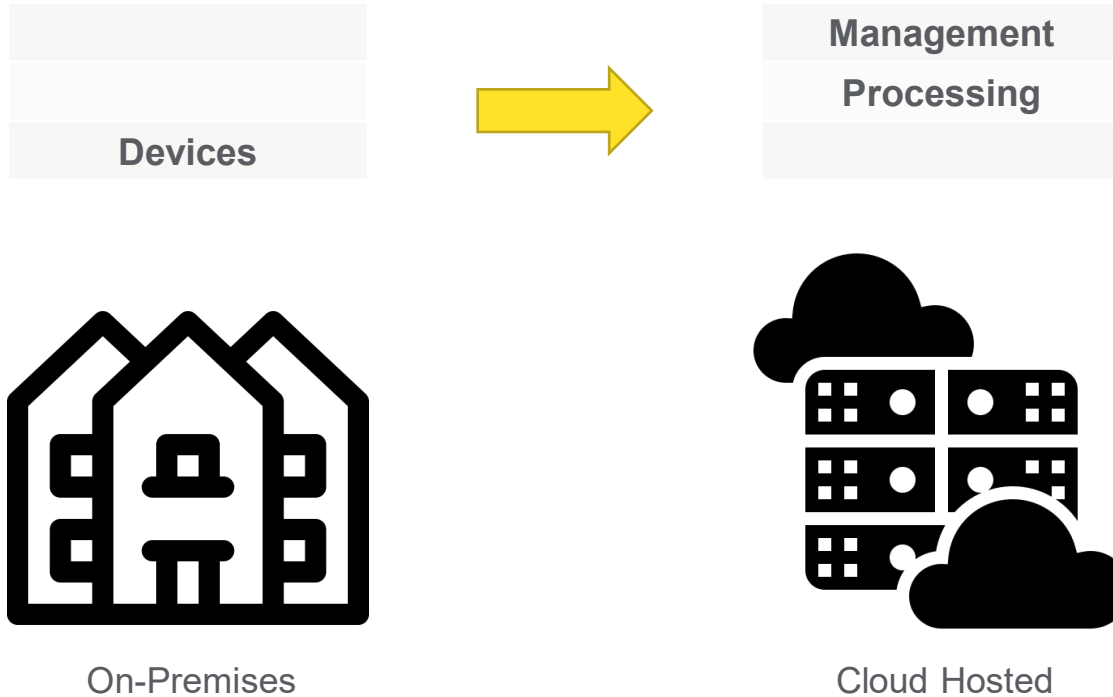 Management
Processing
Devices
On-Premises
Cloud Hosted